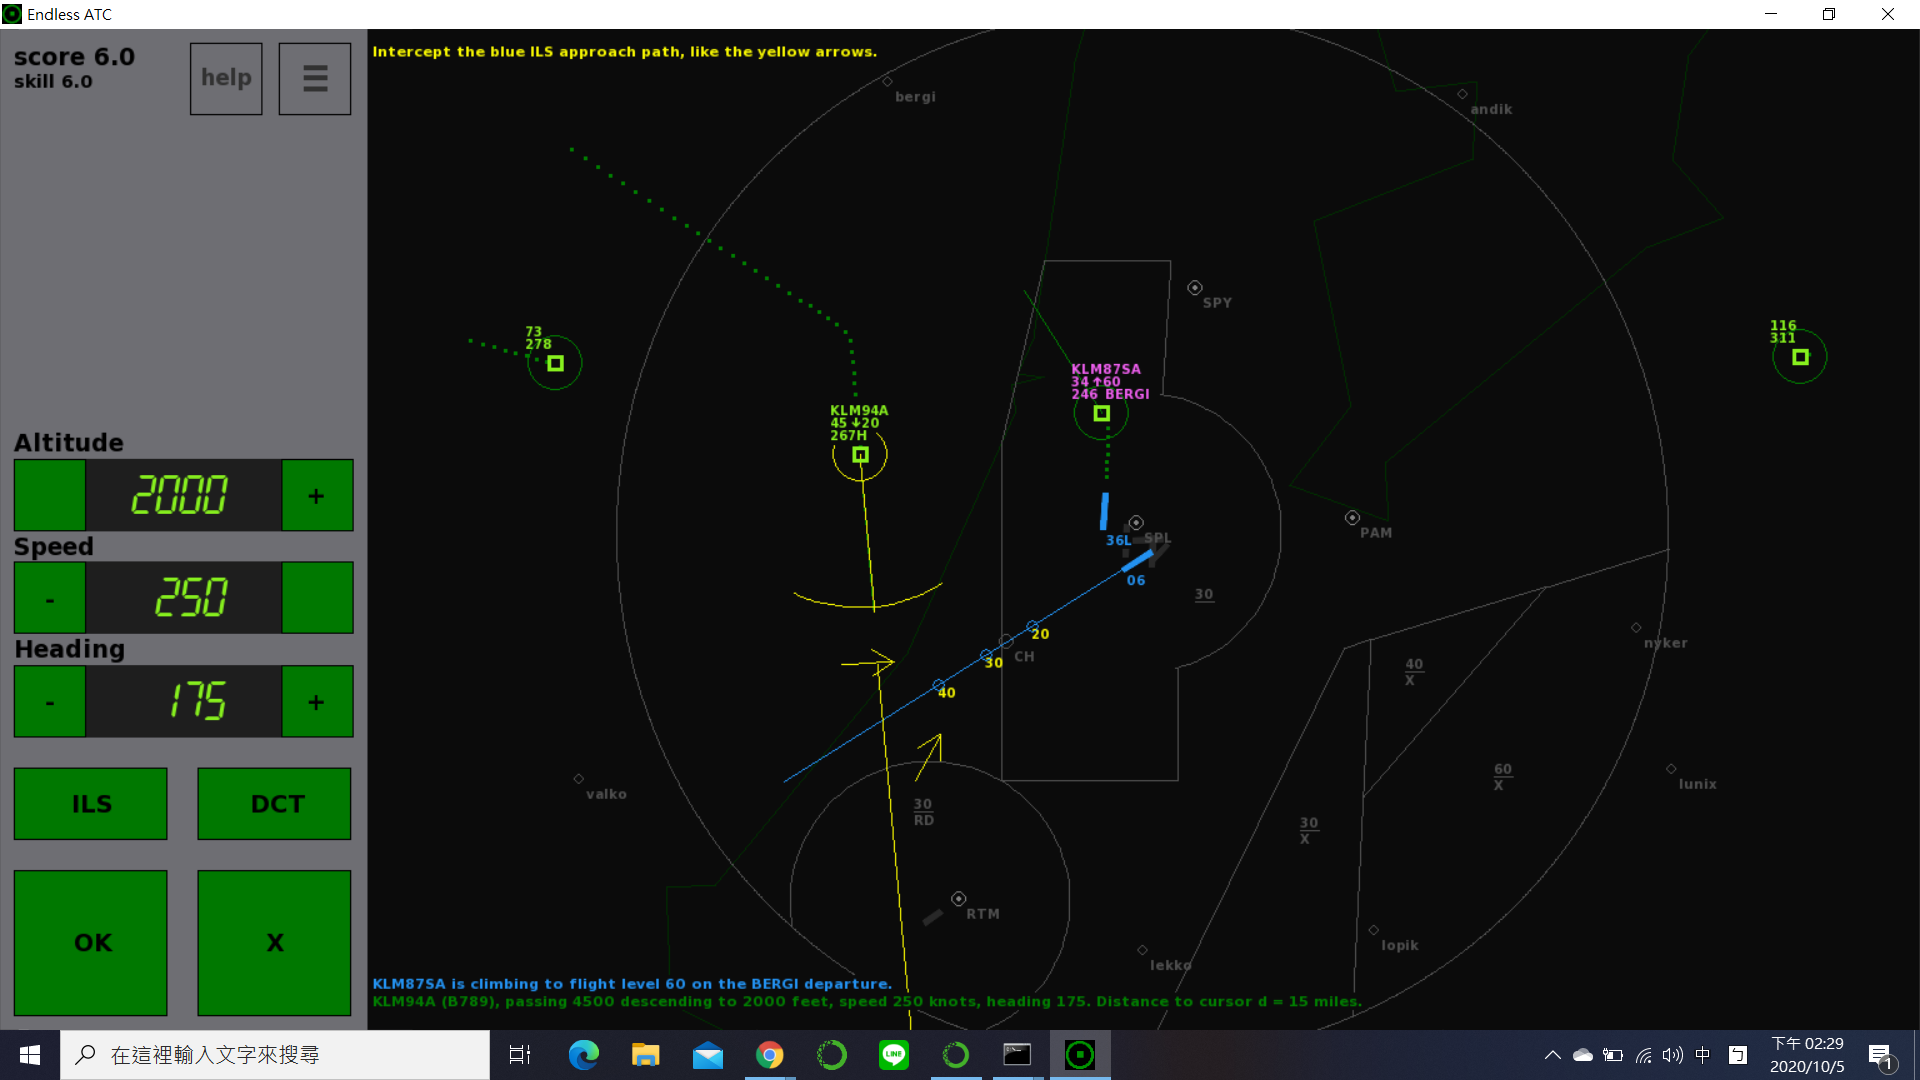 Endless ATC
score 6.0
skill 6.0
help
Intercept the blue ILS approach path, like the yellow arrows.
bergi
andik
SPY
73
278
116
311
KLM87SA
34 ↑60
246 BERGI
KLM94A
45 ↓20
267H
Altitude
2000
+
Speed
-
250
Heading
-
175
+
ILS
DCT
OK
X
36L
SPL
PAM
06
30
20
CH
30
40
nyker
40
X
60
X
lunix
valko
30
RD
30
X
RTM
lopik
lekko
KLM87SA is climbing to flight level 60 on the BERGI departure.
KLM94A (B789), passing 4500 descending to 2000 feet, speed 250 knots, heading 175. Distance to cursor d = 15 miles.
在這裡輸入文字來搜尋
LINE
中
ㄅ
下午 02:29
2020/10/5
1